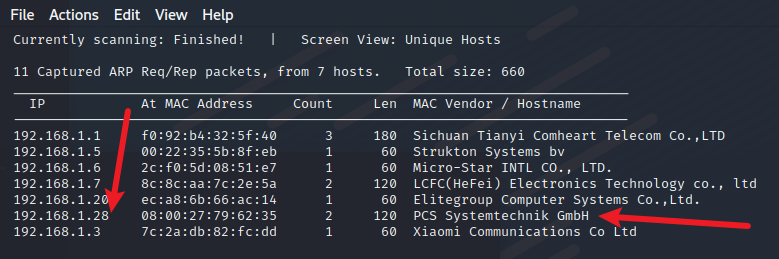 File Actions Edit View Help
Currently scanning: Finished! | Screen View: Unique Hosts
11 Captured ARP Req/Rep packets, from 7 hosts. Total size: 660
IP At MAC Address Count Len MAC Vendor / Hostname
192.168.1.1 f0:92:b4:32:5f:40 3 180 Sichuan Tianyi Comheart Telecom Co.,LTD
192.168.1.5 00:22:35:5b:8f:eb 1 60 Strukton Systems bv
192.168.1.6 2c:f0:5d:08:51:e7 1 60 Micro-Star INTL CO., LTD.
192.168.1.7 8c:8c:aa:7c:2e:5a 2 120 LCFC(HeFei) Electronics Technology co., ltd
192.168.1.20 ec:a8:6b:66:ac:14 1 60 Elitegroup Computer Systems Co.,Ltd.
192.168.1.28 08:00:27:79:62:35 2 120 PCS Systemtechnik GmbH
192.168.1.3 7c:2a:db:82:fc:dd 1 60 Xiaomi Communications Co Ltd